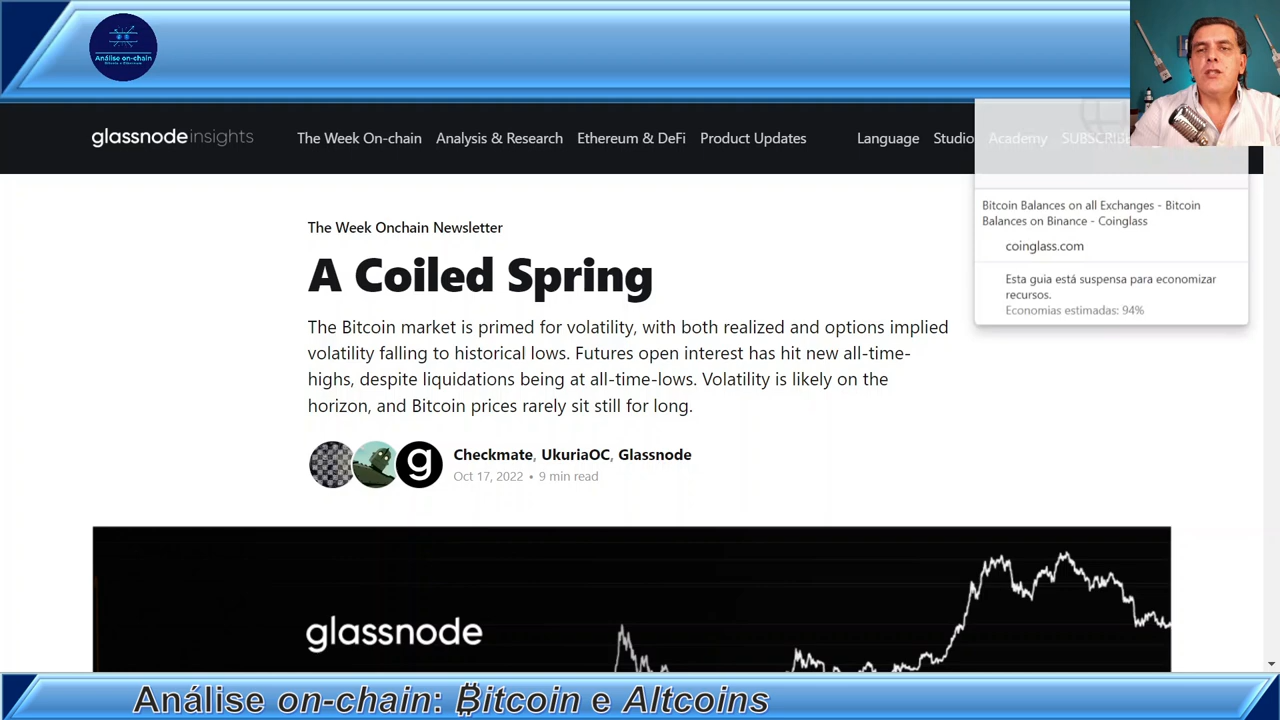 Análise on-chain
Bitcoin e Ethereum
glassnode insights
The Week On-chain
Analysis & Research
Ethereum & DeFi
Product Updates
Language
Studio
Academy
The Week Onchain Newsletter
A Coiled Spring
The Bitcoin market is primed for volatility, with both realized and options implied
volatility falling to historical lows. Futures open interest has hit new all-time-
highs, despite liquidations being at all-time-lows. Volatility is likely on the
horizon, and Bitcoin prices rarely sit still for long.
Checkmate, UkuriaOC, Glassnode
Oct 17, 2022 • 9 min read
Bitcoin Balances on all Exchanges - Bitcoin
Balances on Binance - Coinglass
coinglass.com
Esta guia está suspensa para economizar
recursos.
Economias estimadas: 94%
glassnode
Análise on-chain: ₿itcoin e Altcoins